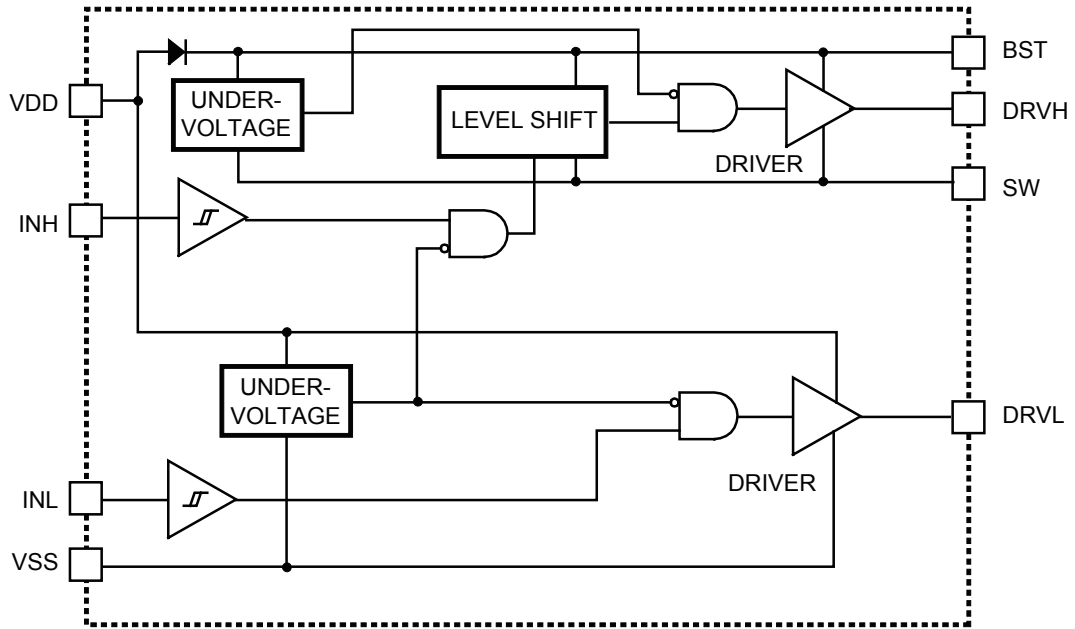 BST
VDD
UNDER-
VOLTAGE
LEVEL SHIFT
DRVH
DRIVER
SW
INH
UNDER-
VOLTAGE
DRVL
DRIVER
INL
VSS